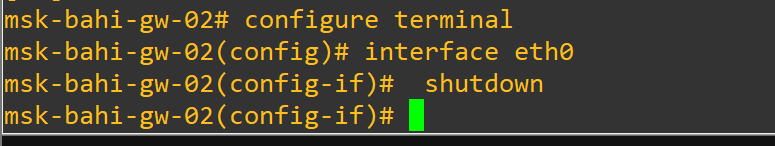 msk-bahi-gw-02# configure terminal
msk-bahi-gw-02(config)# interface eth0
msk-bahi-gw-02(config-if)#  shutdown
msk-bahi-gw-02(config-if)#